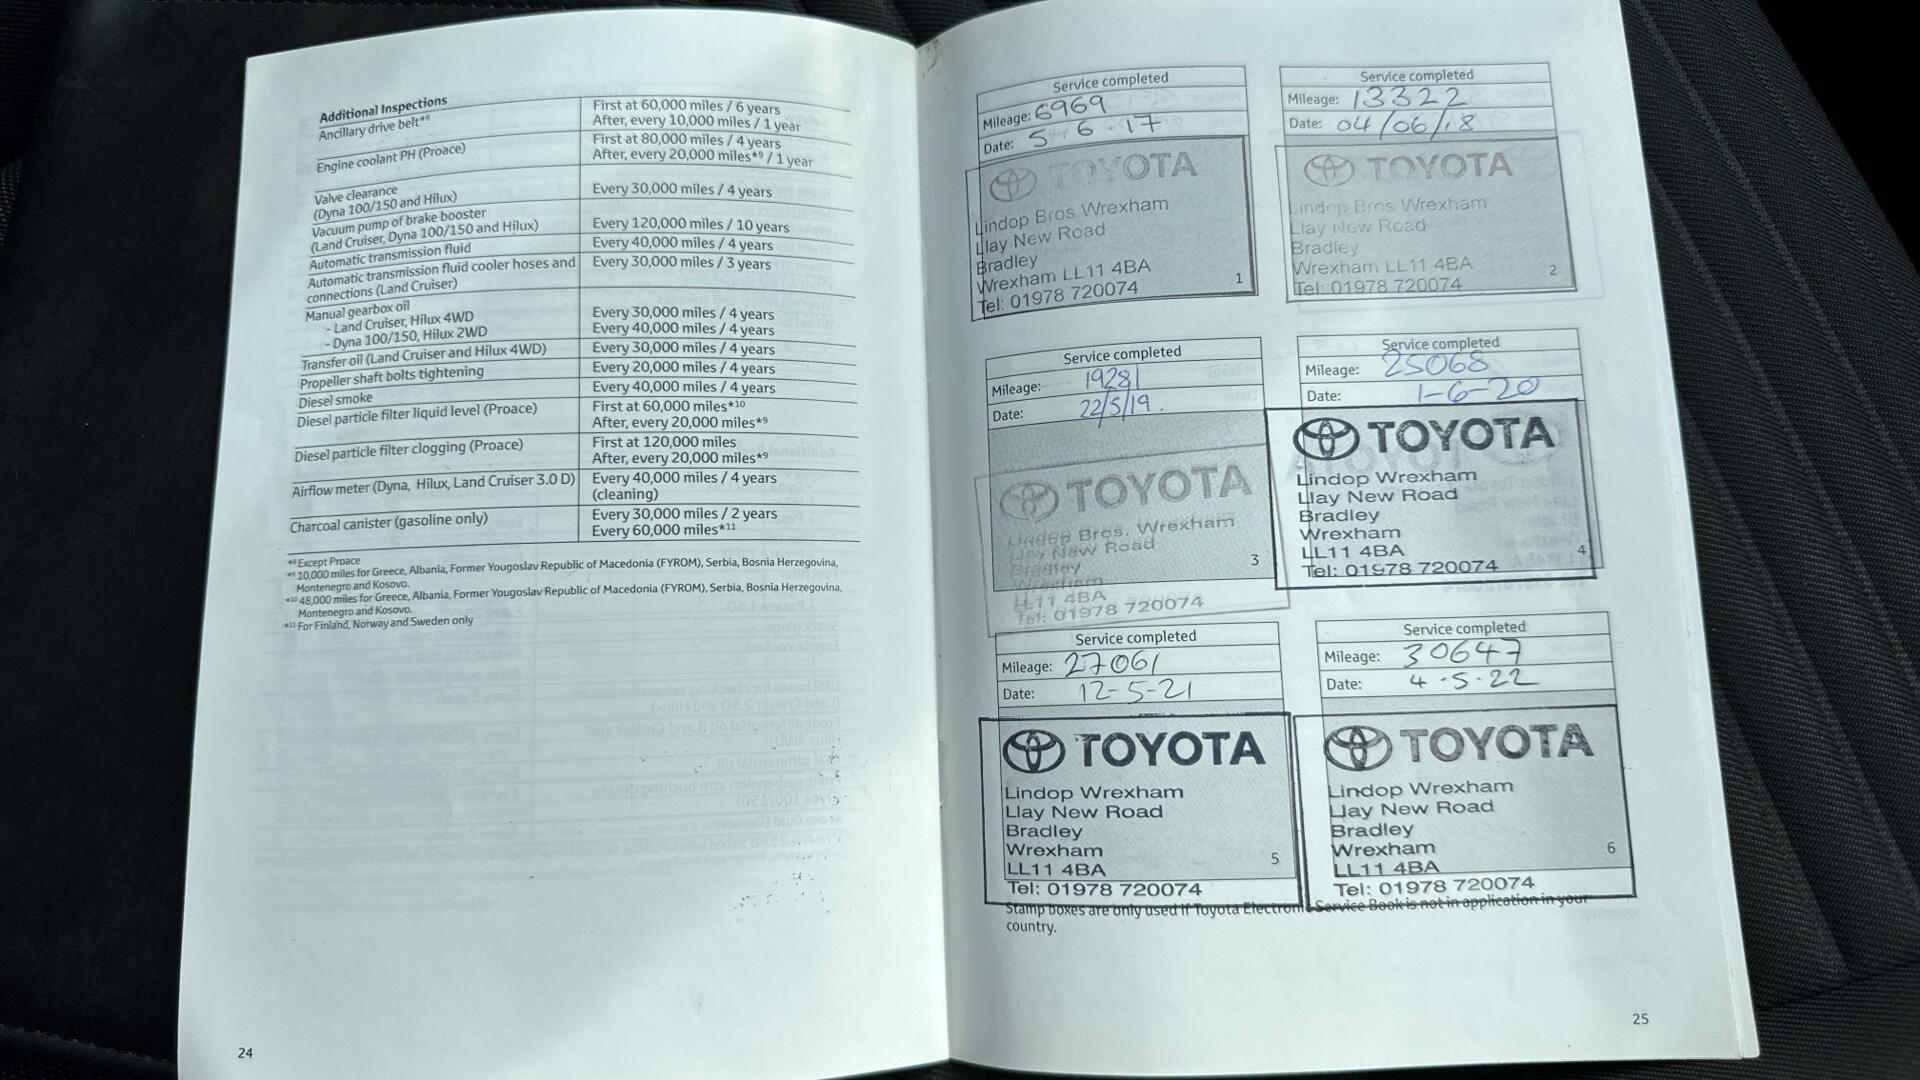 Additional Inspections
Ancillary drive belt*⁸ First at 60,000 miles / 6 years
After, every 10,000 miles / 1 year
Engine coolant PH (Proace) First at 80,000 miles / 4 years
After, every 20,000 miles*⁹ / 1 year
Valve clearance Every 30,000 miles / 4 years
(Dyna 100/150 and Hilux)
Vacuum pump of brake booster Every 120,000 miles / 10 years
(Land Cruiser, Dyna 100/150 and Hilux)
Automatic transmission fluid Every 40,000 miles / 4 years
Automatic transmission fluid cooler hoses and Every 30,000 miles / 3 years
connections (Land Cruiser)
Manual gearbox oil
- Land Cruiser, Hilux 4WD Every 30,000 miles / 4 years
- Dyna 100/150, Hilux 2WD Every 40,000 miles / 4 years
Transfer oil (Land Cruiser and Hilux 4WD) Every 30,000 miles / 4 years
Propeller shaft bolts tightening Every 20,000 miles / 4 years
Diesel smoke Every 40,000 miles / 4 years
Diesel particle filter liquid level (Proace) First at 60,000 miles*¹⁰
After, every 20,000 miles*⁹
Diesel particle filter clogging (Proace) First at 120,000 miles
After, every 20,000 miles*⁹
Airflow meter (Dyna, Hilux, Land Cruiser 3.0 D) Every 40,000 miles / 4 years
(cleaning)
Charcoal canister (gasoline only) Every 30,000 miles / 2 years
Every 60,000 miles*¹¹
*⁸ Except Proace
*⁹ 10,000 miles for Greece, Albania, Former Yougoslav Republic of Macedonia (FYROM), Serbia, Bosnia Herzegovina,
Montenegro and Kosovo.
*¹⁰ 48,000 miles for Greece, Albania, Former Yougoslav Republic of Macedonia (FYROM), Serbia, Bosnia Herzegovina,
Montenegro and Kosovo.
*¹¹ For Finland, Norway and Sweden only
24
Service completed
Mileage: 6969
Date: 5.6.17
TOYOTA
Lindop Bros Wrexham
Llay New Road
Bradley
Wrexham LL11 4BA
Tel: 01978 720074
1
Service completed
Mileage: 13322
Date: 04/06/18
TOYOTA
Lindop Bros Wrexham
Llay New Road
Bradley
Wrexham LL11 4BA
Tel: 01978 720074
2
Service completed
Mileage: 19281
Date: 22/5/19.
TOYOTA
Lindop Bros. Wrexham
Llay New Road
Bradley
Wrexham
LL11 4BA
Tel: 01978 720074
3
Service completed
Mileage: 25068
Date: 1-6-20
TOYOTA
Lindop Wrexham
Llay New Road
Bradley
Wrexham
LL11 4BA
Tel: 01978 720074
4
Service completed
Mileage: 27061
Date: 12-5-21
TOYOTA
Lindop Wrexham
Llay New Road
Bradley
Wrexham
LL11 4BA
Tel: 01978 720074
5
Service completed
Mileage: 30647
Date: 4.5.22
TOYOTA
Lindop Wrexham
Llay New Road
Bradley
Wrexham
LL11 4BA
Tel: 01978 720074
6
Stamp boxes are only used if Toyota Electronic Service Book is not in application in your
country.
25